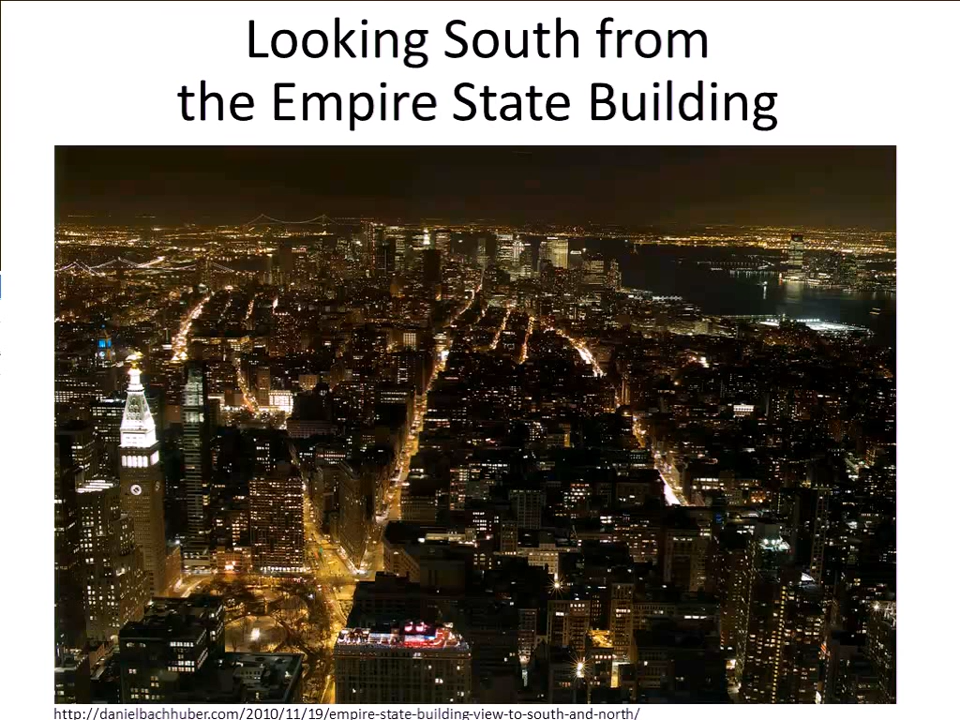 Looking South from
the Empire State Building
http://danielbachhuber.com/2010/11/19/empire-state-building-view-to-south-and-north/